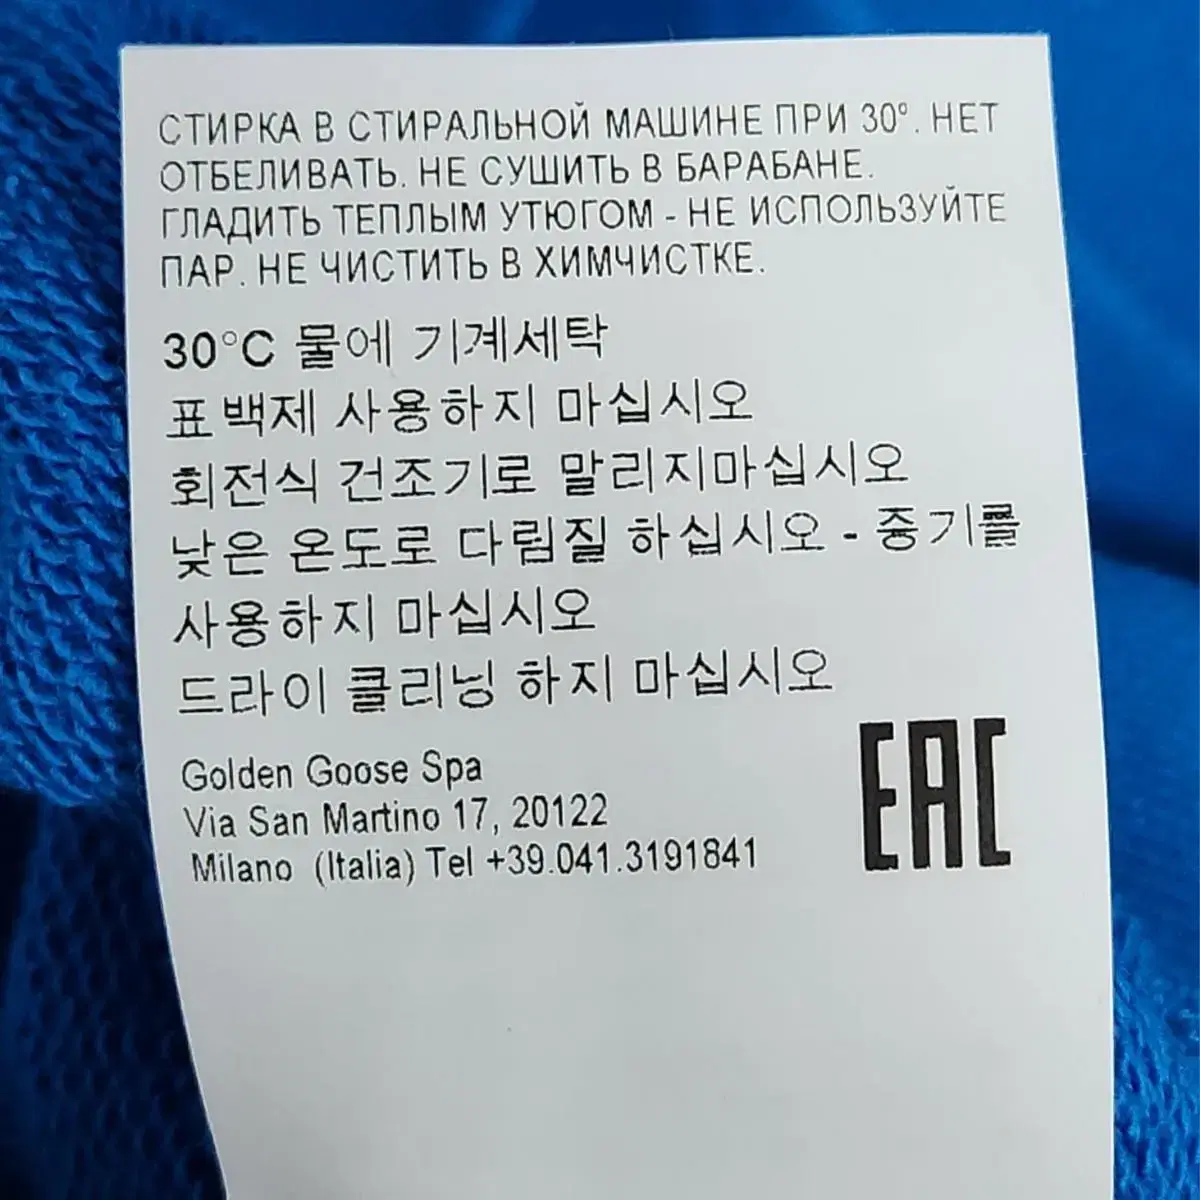 СТИРКА В СТИРАЛЬНОЙ МАШИНЕ ПРИ 30°. НЕТ
ОТБЕЛИВАТЬ. НЕ СУШИТЬ В БАРАБАНЕ.
ГЛАДИТЬ ТЕПЛЫМ УТЮГОМ - НЕ ИСПОЛЬЗУЙТЕ
ПАР. НЕ ЧИСТИТЬ В ХИМЧИСТКЕ.
30°C 물에 기계세탁
표백제 사용하지 마십시오
회전식 건조기로 말리지마십시오
낮은 온도로 다림질 하십시오 - 증기를
사용하지 마십시오
드라이 클리닝 하지 마십시오
Golden Goose Spa
Via San Martino 17, 20122
Milano (Italia) Tel +39.041.3191841
EAC